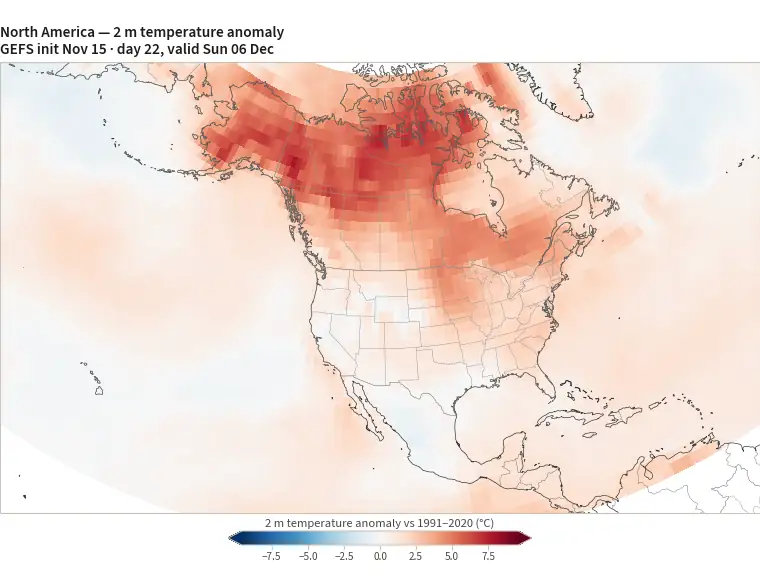 North America — 2 m temperature anomaly
GEFS init Nov 15 · day 22, valid Sun 06 Dec
2 m temperature anomaly vs 1991–2020 (°C)
−7.5 −5.0 −2.5 0.0 2.5 5.0 7.5